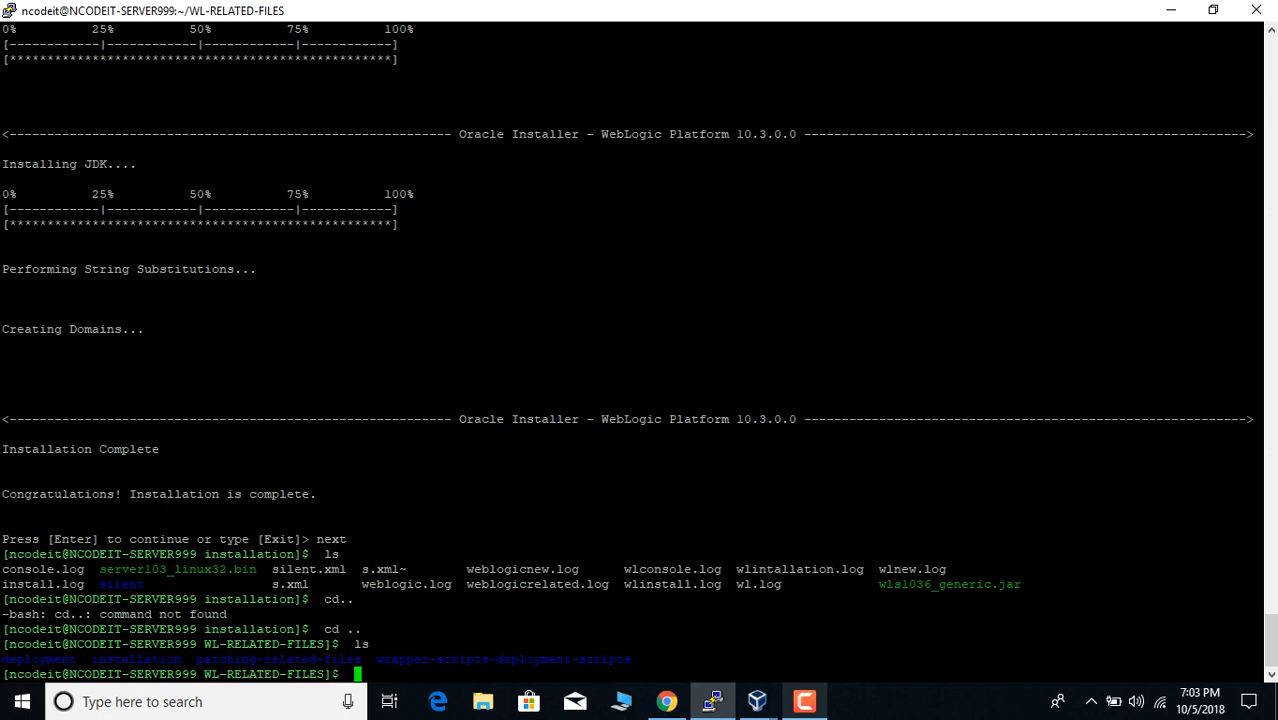 ncodeit@NCODEIT-SERVER999:~/WL-RELATED-FILES
0% 25% 50% 75% 100%
[------------|------------|------------|------------]
[***************************************************]
<------------------------------------------------------------ Oracle Installer - WebLogic Platform 10.3.0.0 ----------------------------------------------------------->
Installing JDK....
0% 25% 50% 75% 100%
[------------|------------|------------|------------]
[***************************************************]
Performing String Substitutions...
Creating Domains...
<------------------------------------------------------------ Oracle Installer - WebLogic Platform 10.3.0.0 ----------------------------------------------------------->
Installation Complete
Congratulations! Installation is complete.
Press [Enter] to continue or type [Exit]> next
[ncodeit@NCODEIT-SERVER999 installation]$ ls
console.log server103_linux32.bin silent.xml s.xml~ weblogicnew.log wlconsole.log wlintallation.log wlnew.log
install.log silent s.xml weblogic.log weblogicrelated.log wlinstall.log wl.log wls1036_generic.jar
[ncodeit@NCODEIT-SERVER999 installation]$ cd..
-bash: cd..: command not found
[ncodeit@NCODEIT-SERVER999 installation]$ cd ..
[ncodeit@NCODEIT-SERVER999 WL-RELATED-FILES]$ ls
deployment installation patching-related-files wrapper-scripts-deployment-scripts
[ncodeit@NCODEIT-SERVER999 WL-RELATED-FILES]$
Type here to search
7:03 PM
10/5/2018